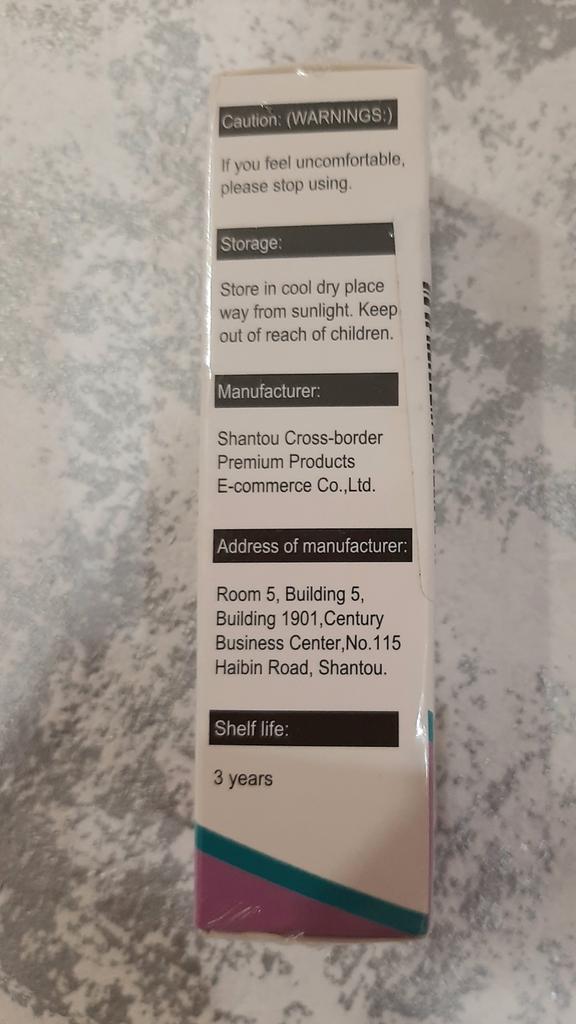 Caution: (WARNINGS:)
If you feel uncomfortable,
please stop using.
Storage:
Store in cool dry place
way from sunlight. Keep
out of reach of children.
Manufacturer:
Shantou Cross-border
Premium Products
E-commerce Co.,Ltd.
Address of manufacturer:
Room 5, Building 5,
Building 1901,Century
Business Center,No.115
Haibin Road, Shantou.
Shelf life:
3 years